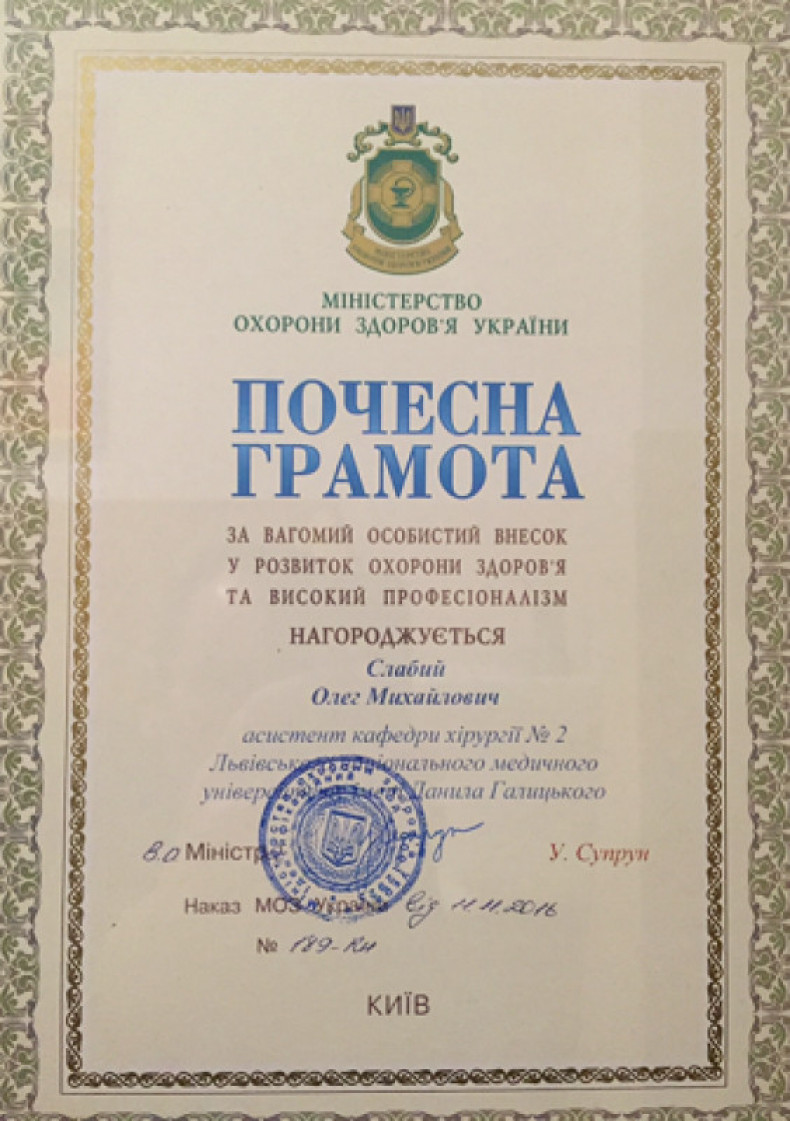 МІНІСТЕРСТВО
ОХОРОНИ ЗДОРОВ'Я УКРАЇНИ
ПОЧЕСНА
ГРАМОТА
ЗА ВАГОМИЙ ОСОБИСТИЙ ВНЕСОК
У РОЗВИТОК ОХОРОНИ ЗДОРОВ'Я
ТА ВИСОКИЙ ПРОФЕСІОНАЛІЗМ
НАГОРОДЖУЄТЬСЯ
Слабий
Олег Михайлович
асистент кафедри хірургії № 2
Львівського національного медичного
університету імені Данила Галицького
В.о Міністра У. Супрун
Наказ МОЗ України від 11.11.2016
№ 189-Кн
КИЇВ